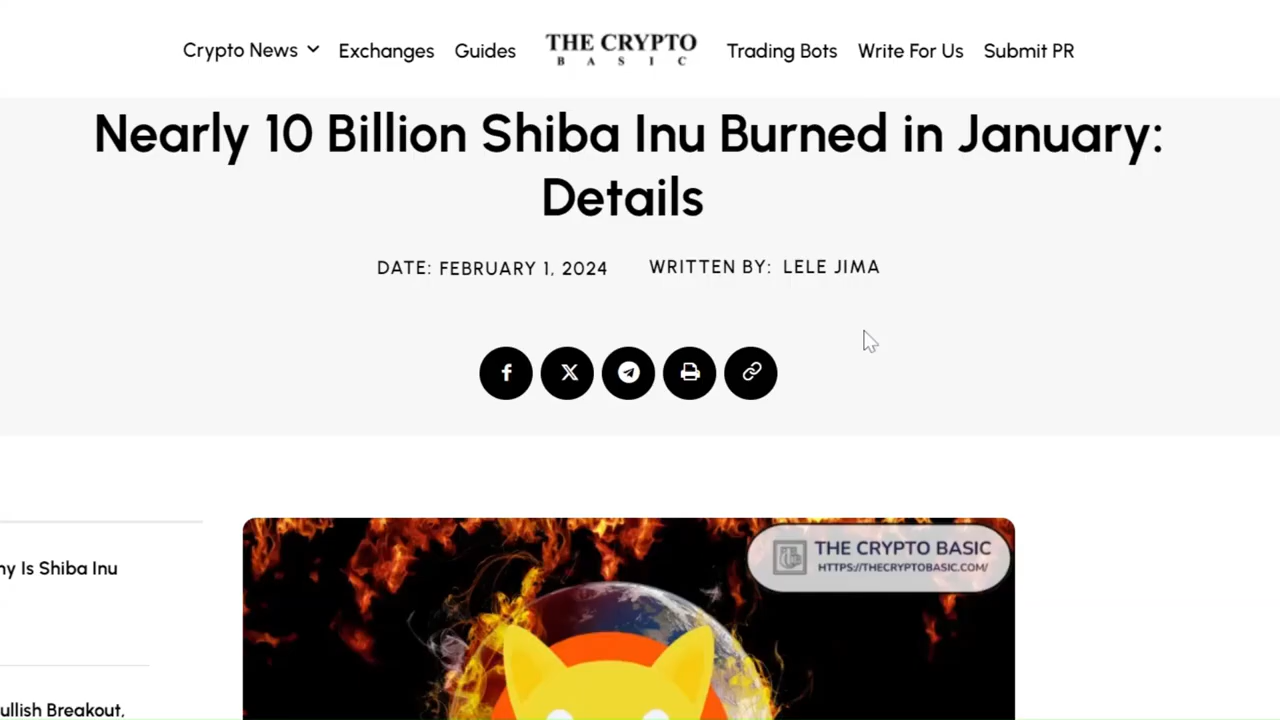 Crypto News Exchanges Guides THE CRYPTO BASIC Trading Bots Write For Us Submit PR
Nearly 10 Billion Shiba Inu Burned in January:
Details
DATE: FEBRUARY 1, 2024 WRITTEN BY: LELE JIMA
THE CRYPTO BASIC
HTTPS://THECRYPTOBASIC.COM/
Is Shiba Inu
Breakout,